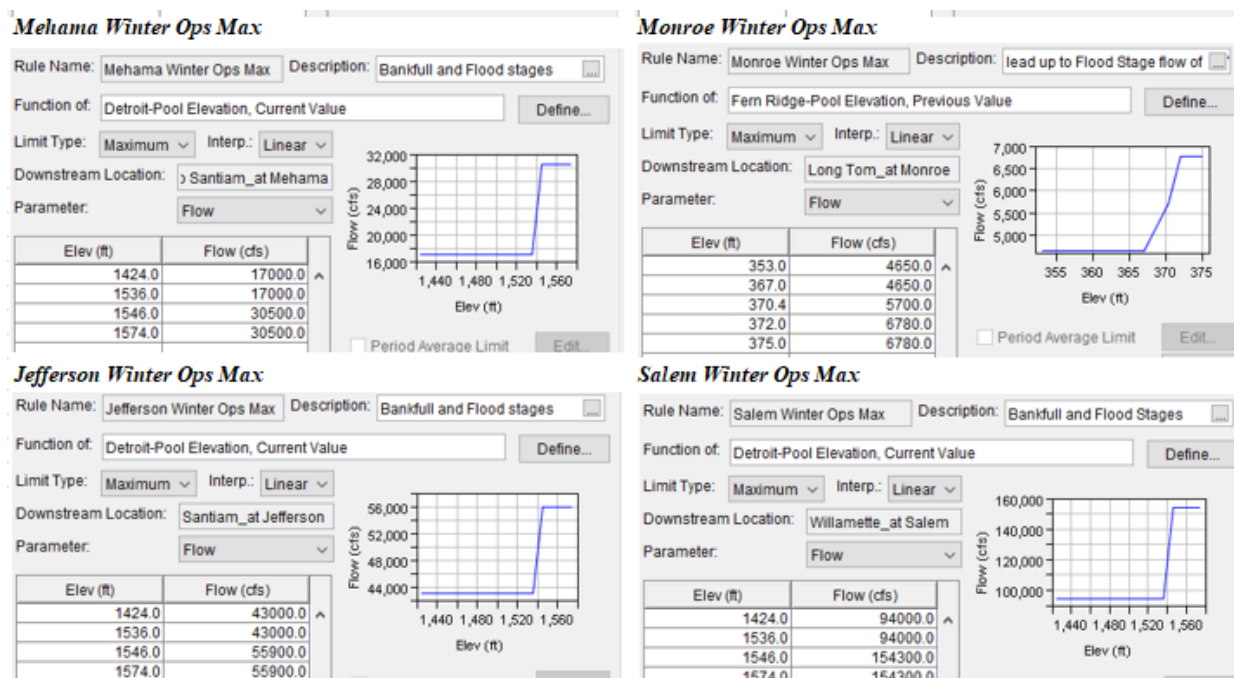 Mehama Winter Ops Max
Rule Name: Mehama Winter Ops Max Description: Bankfull and Flood stages ...
Function of: Detroit-Pool Elevation, Current Value Define...
Limit Type: Maximum Interp.: Linear
Downstream Location: Santiam_at Mehama
Parameter: Flow
Elev (ft) Flow (cfs)
1424.0 17000.0
1536.0 17000.0
1546.0 30500.0
1574.0 30500.0
32,000
28,000
24,000
20,000
16,000
Flow (cfs)
1,440 1,480 1,520 1,560
Elev (ft)
Period Average Limit Edit...
Monroe Winter Ops Max
Rule Name: Monroe Winter Ops Max Description: lead up to Flood Stage flow of ...
Function of: Fern Ridge-Pool Elevation, Previous Value Define...
Limit Type: Maximum Interp.: Linear
Downstream Location: Long Tom_at Monroe
Parameter: Flow
Elev (ft) Flow (cfs)
353.0 4650.0
367.0 4650.0
370.4 5700.0
372.0 6780.0
375.0 6780.0
7,000
6,500
6,000
5,500
5,000
Flow (cfs)
355 360 365 370 375
Elev (ft)
Period Average Limit Edit...
Jefferson Winter Ops Max
Rule Name: Jefferson Winter Ops Max Description: Bankfull and Flood stages ...
Function of: Detroit-Pool Elevation, Current Value Define...
Limit Type: Maximum Interp.: Linear
Downstream Location: Santiam_at Jefferson
Parameter: Flow
Elev (ft) Flow (cfs)
1424.0 43000.0
1536.0 43000.0
1546.0 55900.0
1574.0 55900.0
56,000
52,000
48,000
44,000
Flow (cfs)
1,440 1,480 1,520 1,560
Elev (ft)
Salem Winter Ops Max
Rule Name: Salem Winter Ops Max Description: Bankfull and Flood Stages ...
Function of: Detroit-Pool Elevation, Current Value Define...
Limit Type: Maximum Interp.: Linear
Downstream Location: Willamette_at Salem
Parameter: Flow
Elev (ft) Flow (cfs)
1424.0 94000.0
1536.0 94000.0
1546.0 154300.0
1574.0 154300.0
160,000
140,000
120,000
100,000
Flow (cfs)
1,440 1,480 1,520 1,560
Elev (ft)